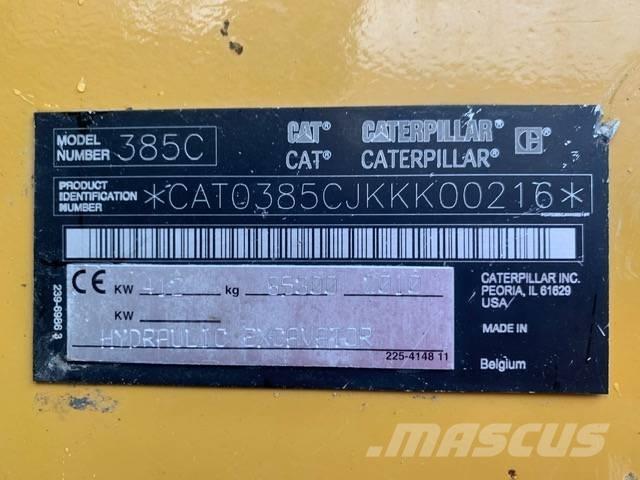 MODEL NUMBER 385C
CAT® CATERPILLAR® C
CAT® CATERPILLAR®
PRODUCT IDENTIFICATION NUMBER *CAT0385CJKKK00216*
CE KW kg
KW
HYDRAULIC EXCAVATOR
225-4148 11
239-6986 3
CATERPILLAR INC.
PEORIA, IL 61629
USA
MADE IN
Belgium
MASCUS